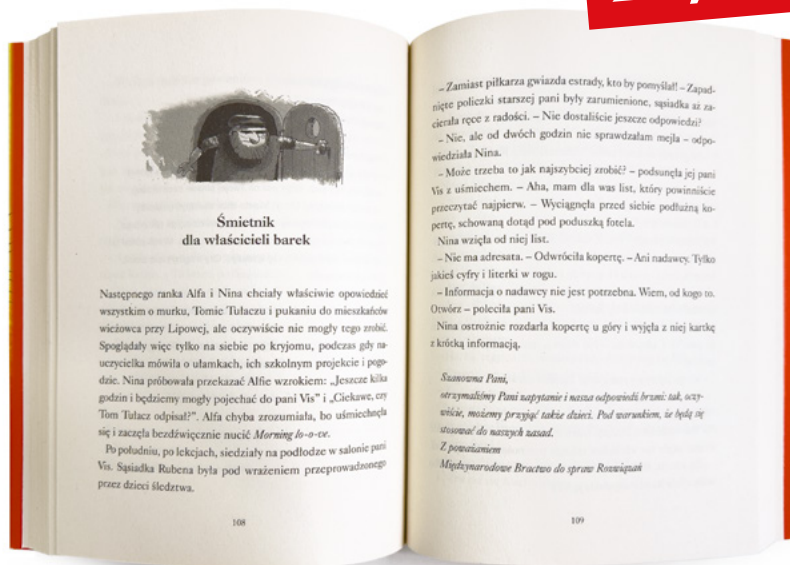 Śmietnik
dla właścicieli barek
Następnego ranka Alfa i Nina chciały właściwie opowiedzieć
wszystkim o murku, Tomie Tułaczu i pukaniu do mieszkańców
wieżowca przy Lipowej, ale oczywiście nie mogły tego zrobić.
Spoglądały więc tylko na siebie po kryjomu, podczas gdy na-
uczycielka mówiła o ułamkach, ich szkolnym projekcie i pogo-
dzie. Nina próbowała przekazać Alfie wzrokiem: „Jeszcze kilka
godzin i będziemy mogły pojechać do pani Vis” i „Ciekawe, czy
Tom Tułacz odpisał?”. Alfa chyba zrozumiała, bo uśmiechnęła
się i zaczęła bezdźwięcznie nucić Morning lo-o-ve.
Po południu, po lekcjach, siedziały na podłodze w salonie pani
Vis. Sąsiadka Rubena była pod wrażeniem przeprowadzonego
przez dzieci śledztwa.
108
– Zamiast piłkarza gwiazda estrady, kto by pomyślał! – Zapad-
nięte policzki starszej pani były zarumienione, sąsiadka aż za-
cierała ręce z radości. – Nie dostaliście jeszcze odpowiedzi?
– Nie, ale od dwóch godzin nie sprawdzałam mejla – odpo-
wiedziała Nina.
– Może trzeba to jak najszybciej zrobić? – podsunęła jej pani
Vis z uśmiechem. – Aha, mam dla was list, który powinniście
przeczytać najpierw. – Wyciągnęła przed siebie podłużną ko-
pertę, schowaną dotąd pod poduszką fotela.
Nina wzięła od niej list.
– Nie ma adresata. – Odwróciła kopertę. – Ani nadawcy. Tylko
jakieś cyfry i literki w rogu.
– Informacja o nadawcy nie jest potrzebna. Wiem, od kogo to.
Otwórz – poleciła pani Vis.
Nina ostrożnie rozdarła kopertę u góry i wyjęła z niej kartkę
z krótką informacją.
Szanowna Pani,
otrzymaliśmy Pani zapytanie i nasza odpowiedź brzmi: tak, oczy-
wiście, możemy przyjąć także dzieci. Pod warunkiem, że będą się
stosować do naszych zasad.
Z poważaniem
Międzynarodowe Bractwo do spraw Rozwiązań
109